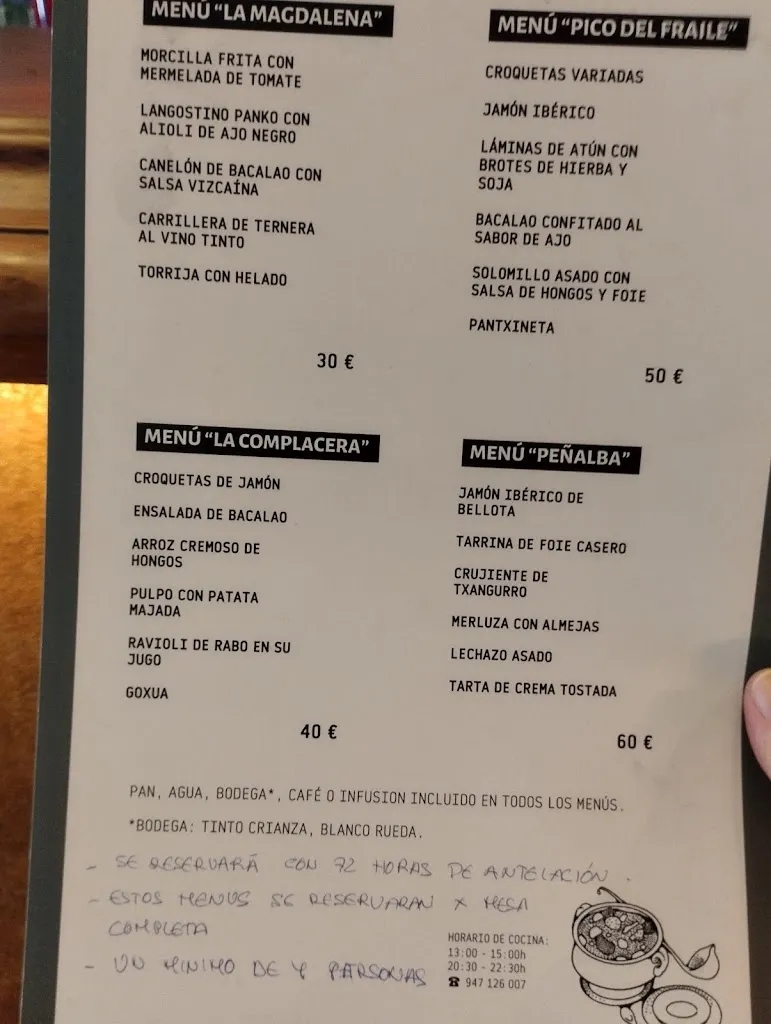 MENÚ "LA MAGDALENA"
MORCILLA FRITA CON
MERMELADA DE TOMATE
LANGOSTINO PANKO CON
ALIOLI DE AJO NEGRO
CANELÓN DE BACALAO CON
SALSA VIZCAÍNA
CARRILLERA DE TERNERA
AL VINO TINTO
TORRIJA CON HELADO
30 €
MENÚ "PICO DEL FRAILE"
CROQUETAS VARIADAS
JAMÓN IBÉRICO
LÁMINAS DE ATÚN CON
BROTES DE HIERBA Y
SOJA
BACALAO CONFITADO AL
SABOR DE AJO
SOLOMILLO ASADO CON
SALSA DE HONGOS Y FOIE
PANTXINETA
50 €
MENÚ "LA COMPLACERA"
CROQUETAS DE JAMÓN
ENSALADA DE BACALAO
ARROZ CREMOSO DE
HONGOS
PULPO CON PATATA
MAJADA
RAVIOLI DE RABO EN SU
JUGO
GOXUA
40 €
MENÚ "PEÑALBA"
JAMÓN IBÉRICO DE
BELLOTA
TARRINA DE FOIE CASERO
CRUJIENTE DE
TXANGURRO
MERLUZA CON ALMEJAS
LECHAZO ASADO
TARTA DE CREMA TOSTADA
60 €
PAN, AGUA, BODEGA*, CAFÉ O INFUSION INCLUIDO EN TODOS LOS MENÚS.
*BODEGA: TINTO CRIANZA, BLANCO RUEDA.
- SE RESERVARÁ CON 72 HORAS DE ANTELACIÓN.
- ESTOS MENUS SE RESERVARAN X MESA
COMPLETA
- UN MINIMO DE 4 PERSONAS
HORARIO DE COCINA:
13:00 - 15:00h
20:30 - 22:30h
☎ 947 126 007